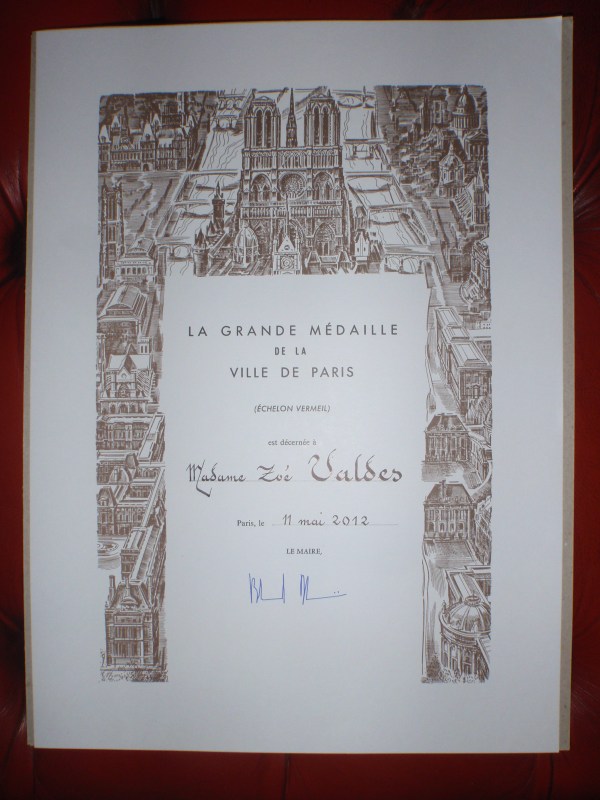 LA GRANDE MÉDAILLE
DE LA
VILLE DE PARIS
(ÉCHELON VERMEIL)
est décernée à
Madame Zoé Valdes
Paris, le 11 mai 2012
LE MAIRE,